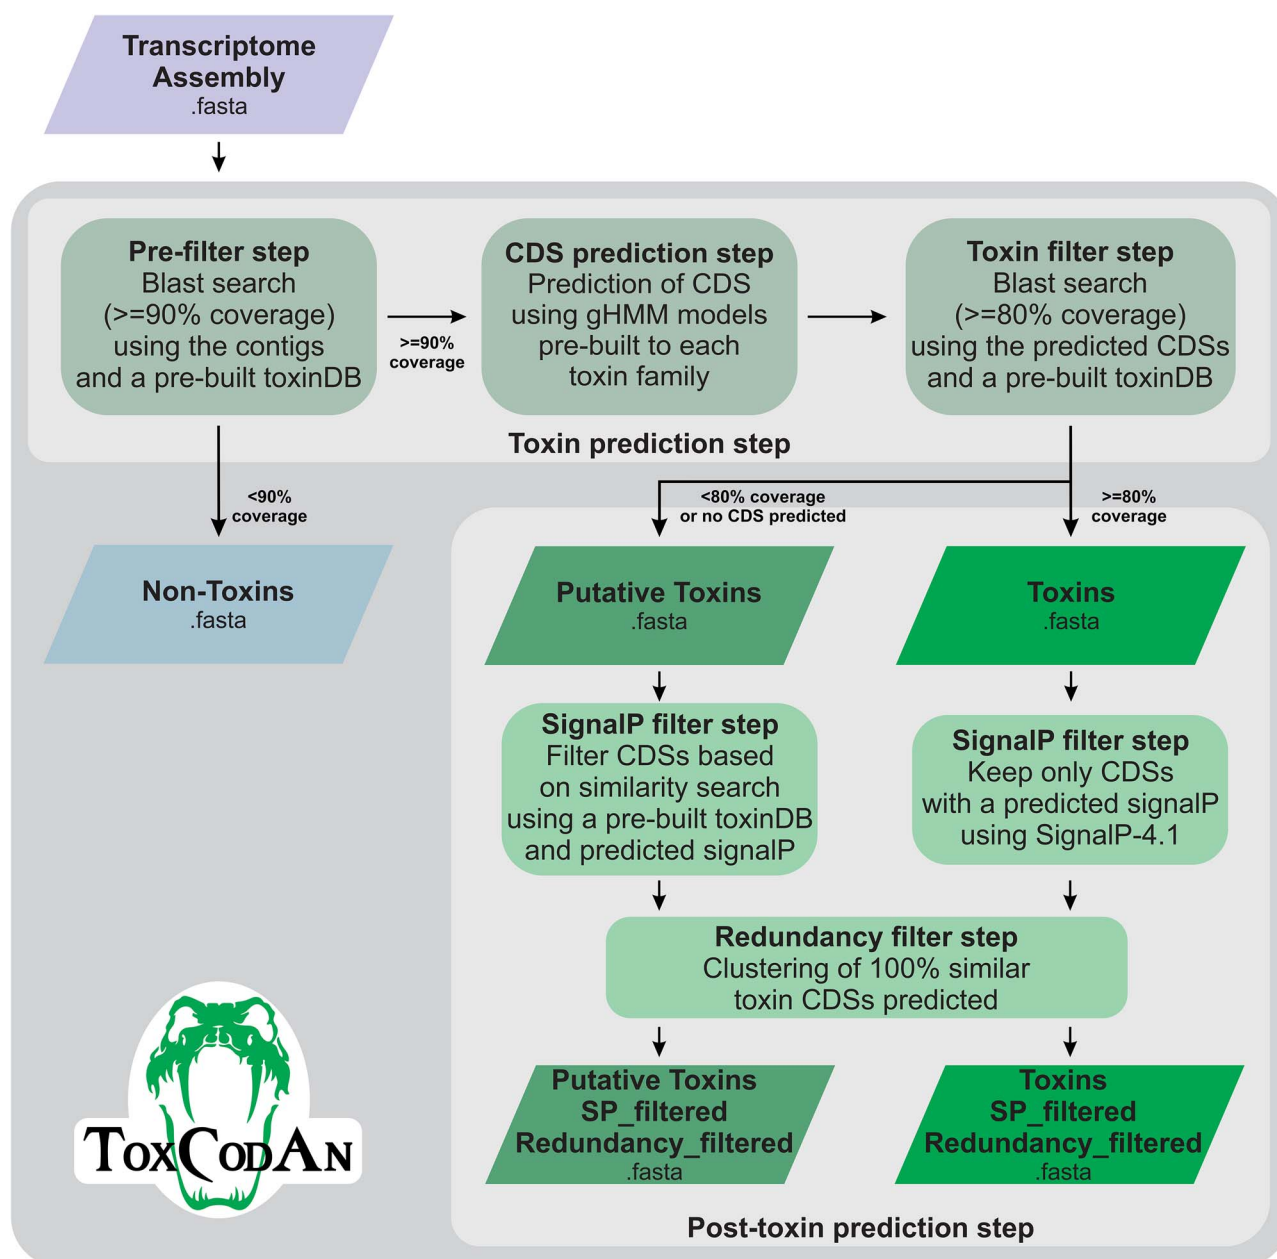 Transcriptome
Assembly
.fasta
Pre-filter step
Blast search
(>=90% coverage)
using the contigs
and a pre-built toxinDB
>=90%
coverage
CDS prediction step
Prediction of CDS
using gHMM models
pre-built to each
toxin family
Toxin filter step
Blast search
(>=80% coverage)
using the predicted CDSs
and a pre-built toxinDB
Toxin prediction step
<90%
coverage
<80% coverage
or no CDS predicted
>=80%
coverage
Non-Toxins
.fasta
Putative Toxins
.fasta
Toxins
.fasta
SignalP filter step
Filter CDSs based
on similarity search
using a pre-built toxinDB
and predicted signalP
SignalP filter step
Keep only CDSs
with a predicted signalP
using SignalP-4.1
Redundancy filter step
Clustering of 100% similar
toxin CDSs predicted
Putative Toxins
SP_filtered
Redundancy_filtered
.fasta
Toxins
SP_filtered
Redundancy_filtered
.fasta
ToxCodAn
Post-toxin prediction step